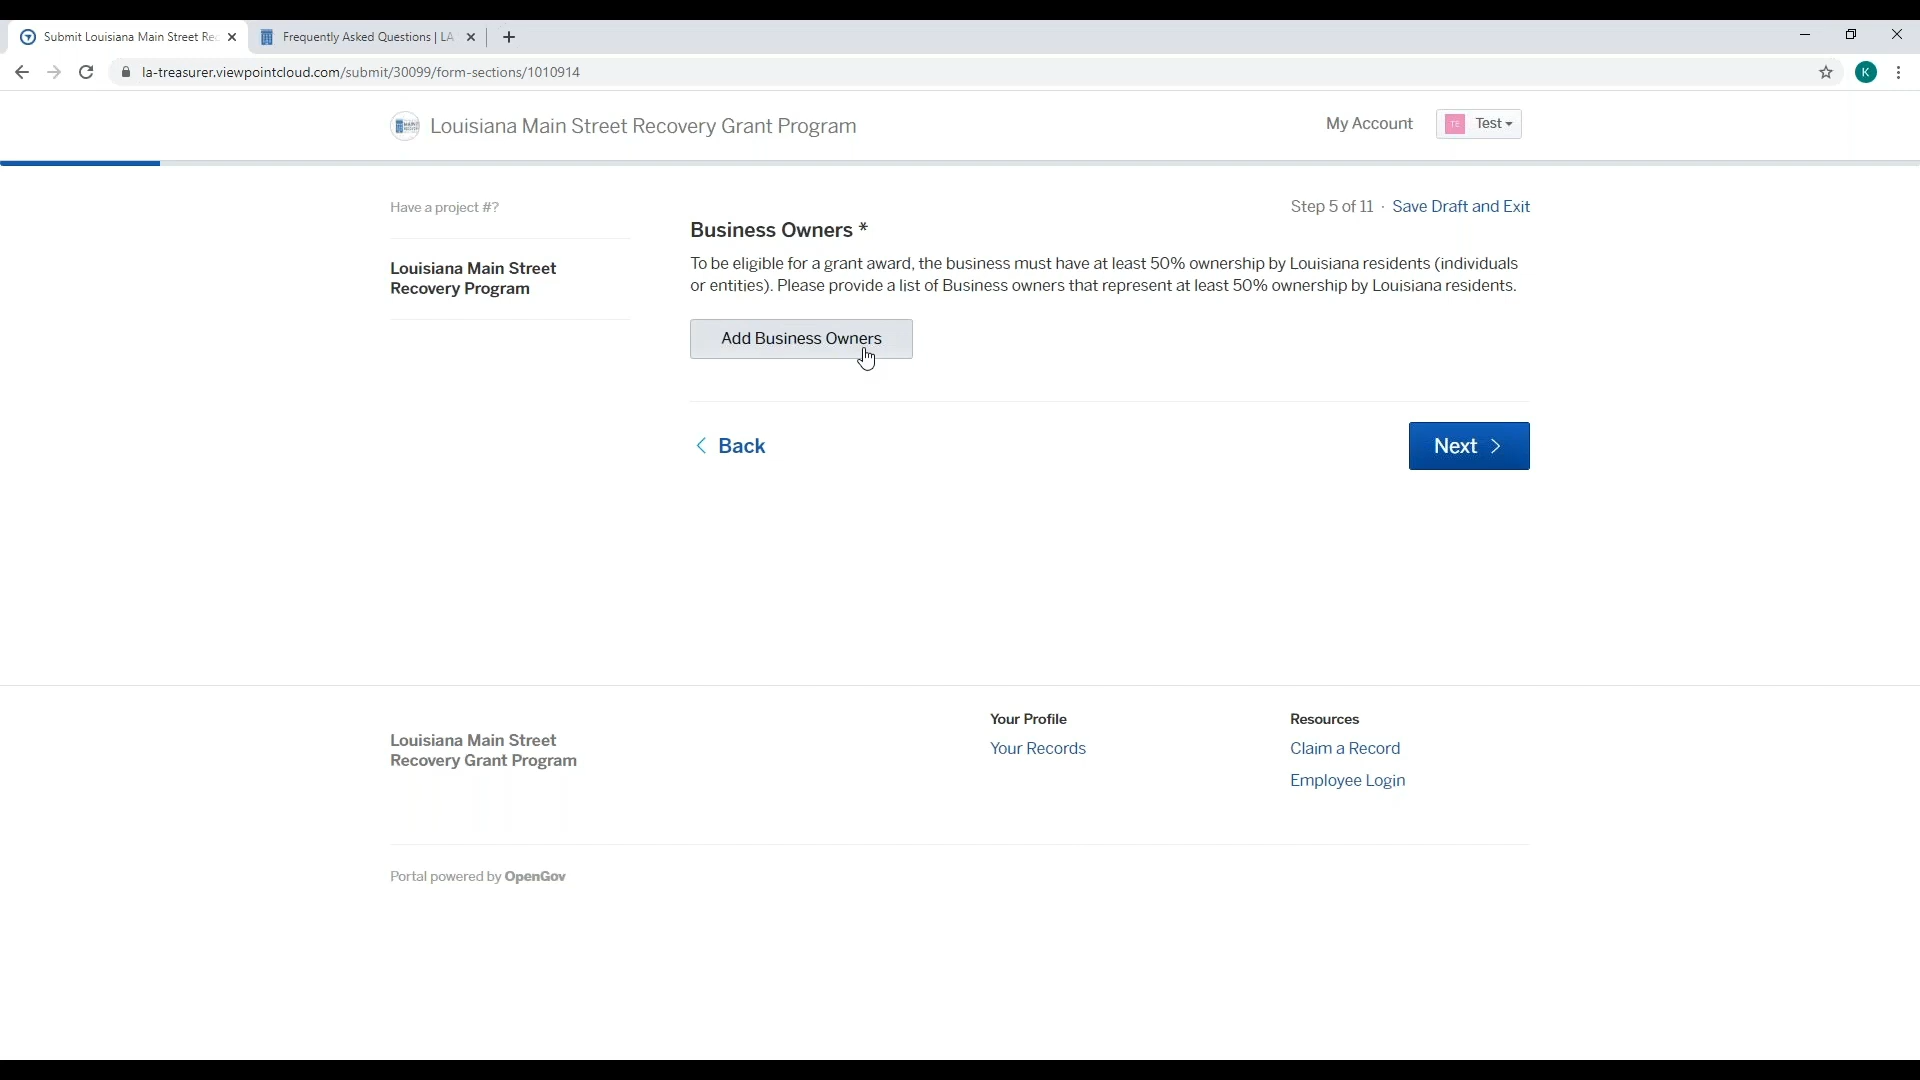 Submit Louisiana Main Street Rec
Frequently Asked Questions | LA
la-treasurer.viewpointcloud.com/submit/30099/form-sections/1010914
K
Louisiana Main Street Recovery Grant Program
My Account
TE Test
Have a project #?
Step 5 of 11 · Save Draft and Exit
Business Owners *
Louisiana Main Street
Recovery Program
To be eligible for a grant award, the business must have at least 50% ownership by Louisiana residents (individuals
or entities). Please provide a list of Business owners that represent at least 50% ownership by Louisiana residents.
Add Business Owners
Back
Next
Louisiana Main Street
Recovery Grant Program
Your Profile
Your Records
Resources
Claim a Record
Employee Login
Portal powered by OpenGov